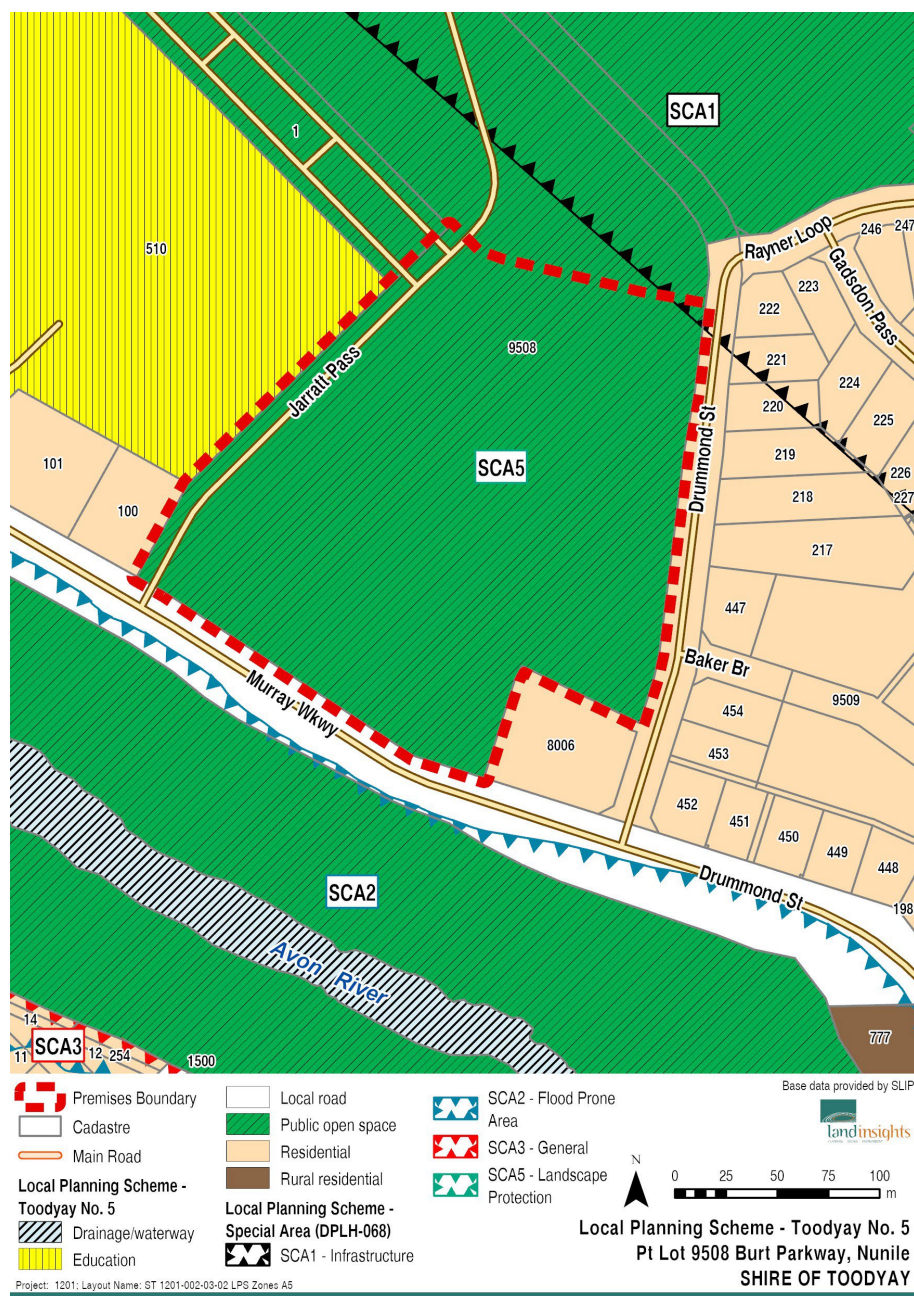 SCA1
1
Rayner Loop
246
247
510
Gadsdon Pass
223
222
9508
Jarratt Pass
221
224
220
225
Drummond St
101
SCA5
219
226
100
218
227
217
447
Baker Br
Murray Wkwy
454
9509
8006
453
452
451
450
449
448
SCA2
Drummond St
198
Avon River
14
11
SCA3
12
254
1500
777
Premises Boundary
Cadastre
Main Road
Local Planning Scheme -
Toodyay No. 5
Drainage/waterway
Education
Local road
Public open space
Residential
Rural residential
Local Planning Scheme -
Special Area (DPLH-068)
SCA1 - Infrastructure
SCA2 - Flood Prone
Area
SCA3 - General
SCA5 - Landscape
Protection
Base data provided by SLIP
landinsights
N
0 25 50 75 100
m
Local Planning Scheme - Toodyay No. 5
Pt Lot 9508 Burt Parkway, Nunile
SHIRE OF TOODYAY
Project: 1201; Layout Name: ST 1201-002-03-02 LPS Zones A5